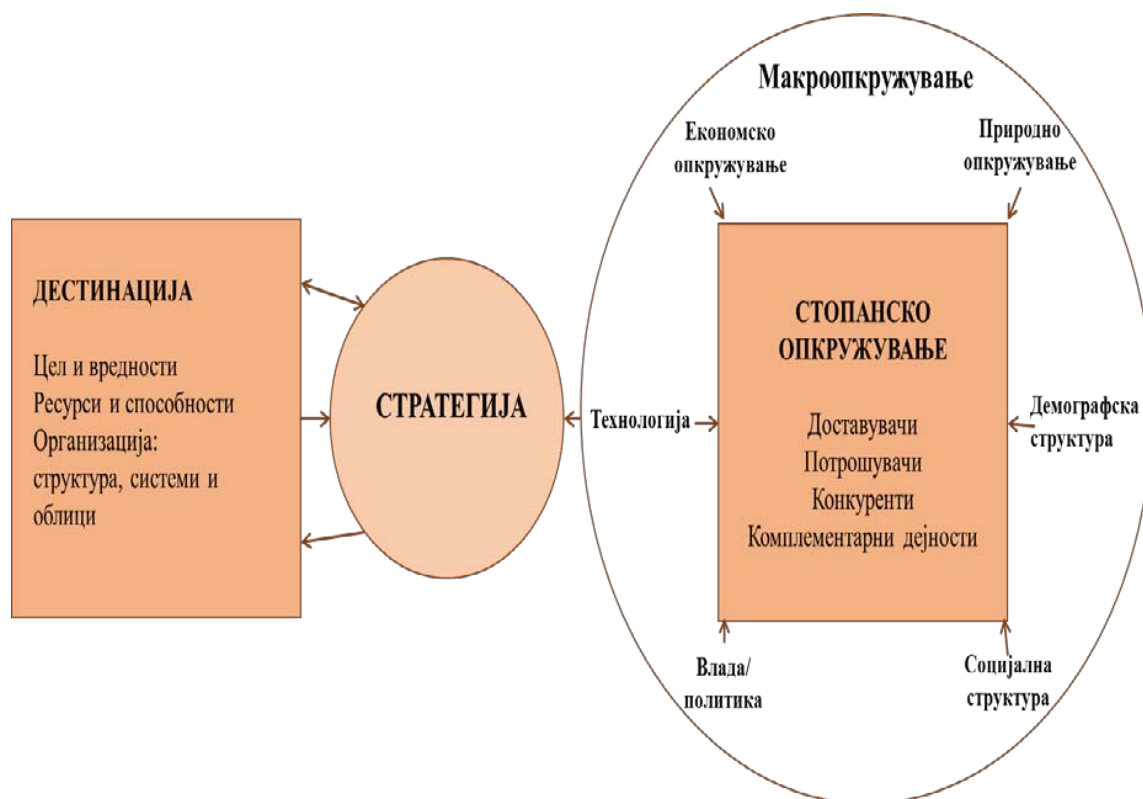 ДЕСТИНАЦИЈА
Цел и вредности
Ресурси и способности
Организација:
структура, системи и
облици
СТРАТЕГИЈА
Макроопкружување
Економско
опкружување
Природно
опкружување
Технологија
СТОПАНСКО
ОПКРУЖУВАЊЕ
Доставувачи
Потрошувачи
Конкуренти
Комплементарни дејности
Демографска
структура
Влада/
политика
Социјална
структура